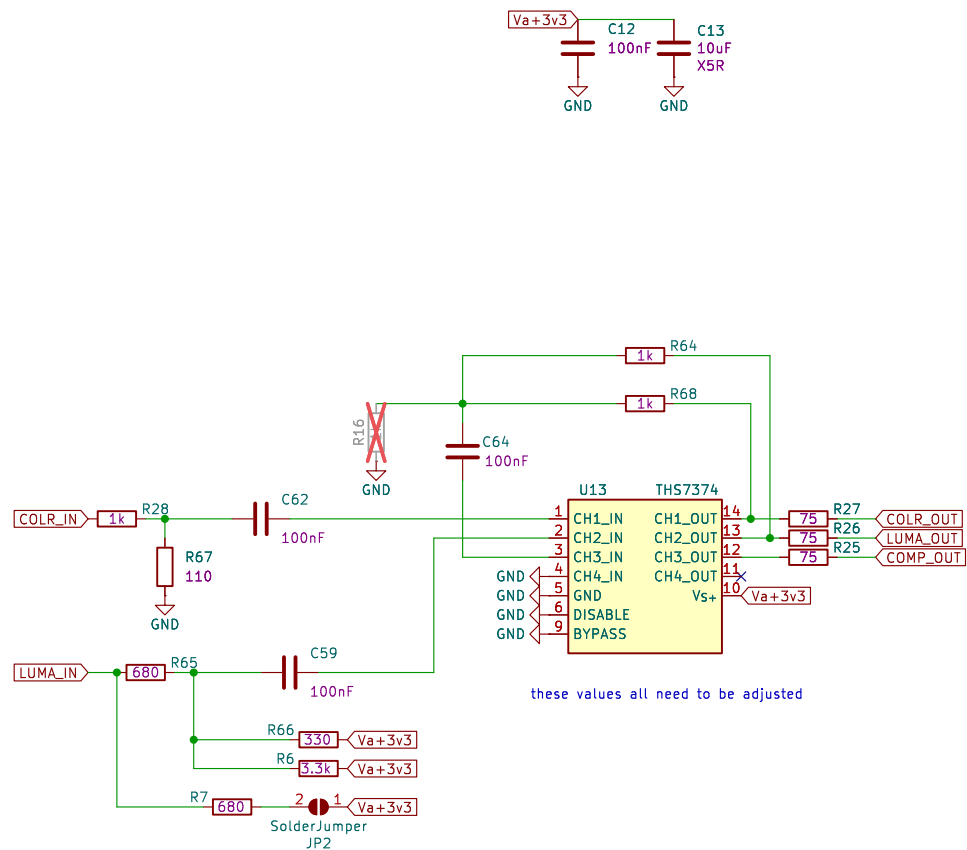 Va+3v3
C12
100nF
GND
C13
10uF
X5R
GND
R64
1k
R68
1k
R16
GND
C64
100nF
COLR_IN
R28
1k
C62
100nF
R67
110
GND
U13
THS7374
1
CH1_IN
CH1_OUT
14
2
CH2_IN
CH2_OUT
13
3
CH3_IN
CH3_OUT
12
GND
4
CH4_IN
CH4_OUT
11
GND
5
GND
Vs+
10
Va+3v3
GND
6
DISABLE
GND
9
BYPASS
R27
75
COLR_OUT
R26
75
LUMA_OUT
R25
75
COMP_OUT
LUMA_IN
R65
680
C59
100nF
these values all need to be adjusted
R66
330
Va+3v3
R6
3.3k
Va+3v3
R7
680
2
1
Va+3v3
SolderJumper
JP2